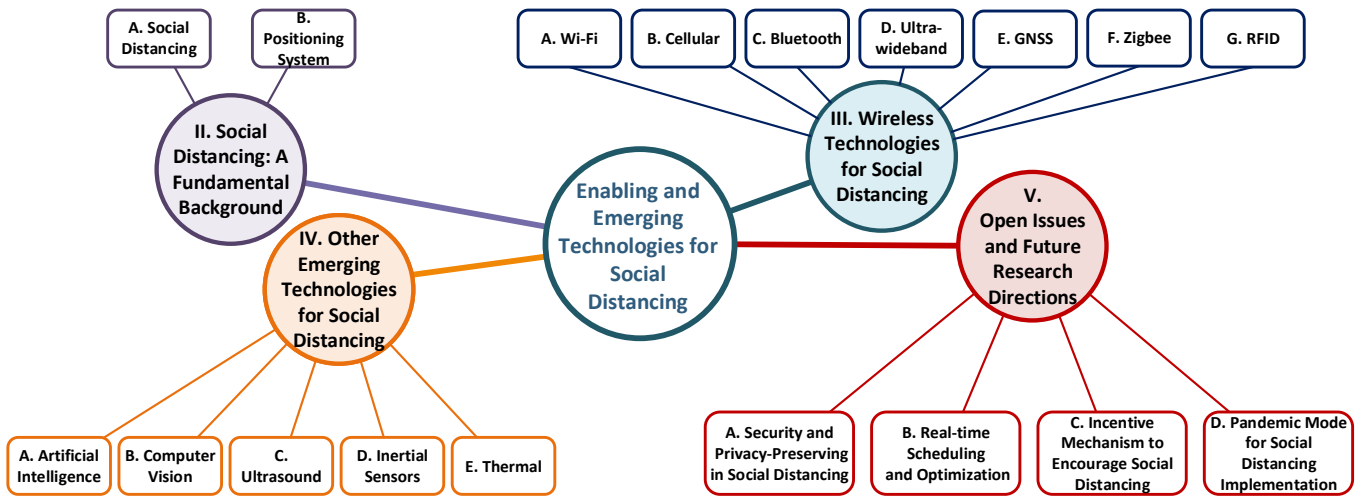 A. Social
Distancing
B.
Positioning
System
A. Wi-Fi
B. Cellular
C. Bluetooth
D. Ultra-
wideband
E. GNSS
F. Zigbee
G. RFID
II. Social
Distancing: A
Fundamental
Background
III. Wireless
Technologies
for Social
Distancing
Enabling and
Emerging
Technologies for
Social
Distancing
IV. Other
Emerging
Technologies
for Social
Distancing
V.
Open Issues
and Future
Research
Directions
A. Artificial
Intelligence
B. Computer
Vision
C.
Ultrasound
D. Inertial
Sensors
E. Thermal
A. Security and
Privacy-Preserving
in Social Distancing
B. Real-time
Scheduling
and Optimization
C. Incentive
Mechanism to
Encourage Social
Distancing
D. Pandemic Mode
for Social
Distancing
Implementation